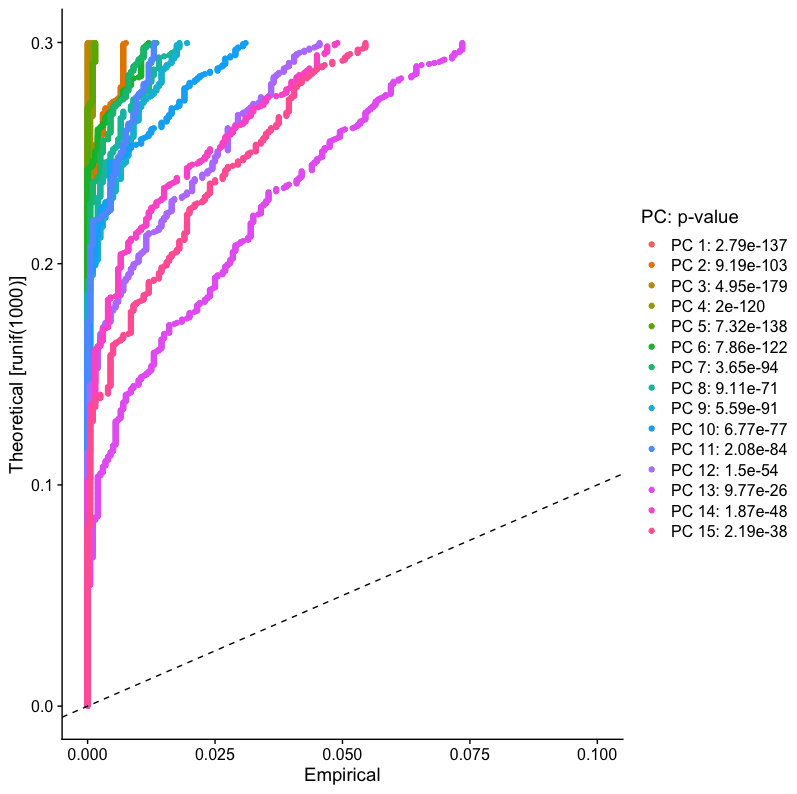 0.3
0.2
0.1
0.0
Theoretical [runif(1000)]
0.000
0.025
0.050
0.075
0.100
Empirical
PC: p-value
PC 1: 2.79e-137
PC 2: 9.19e-103
PC 3: 4.95e-179
PC 4: 2e-120
PC 5: 7.32e-138
PC 6: 7.86e-122
PC 7: 3.65e-94
PC 8: 9.11e-71
PC 9: 5.59e-91
PC 10: 6.77e-77
PC 11: 2.08e-84
PC 12: 1.5e-54
PC 13: 9.77e-26
PC 14: 1.87e-48
PC 15: 2.19e-38